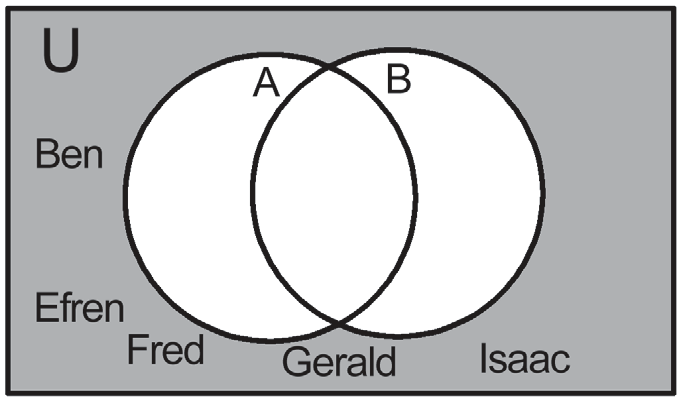 U
A B
Ben
Efren
Fred
Gerald Isaac